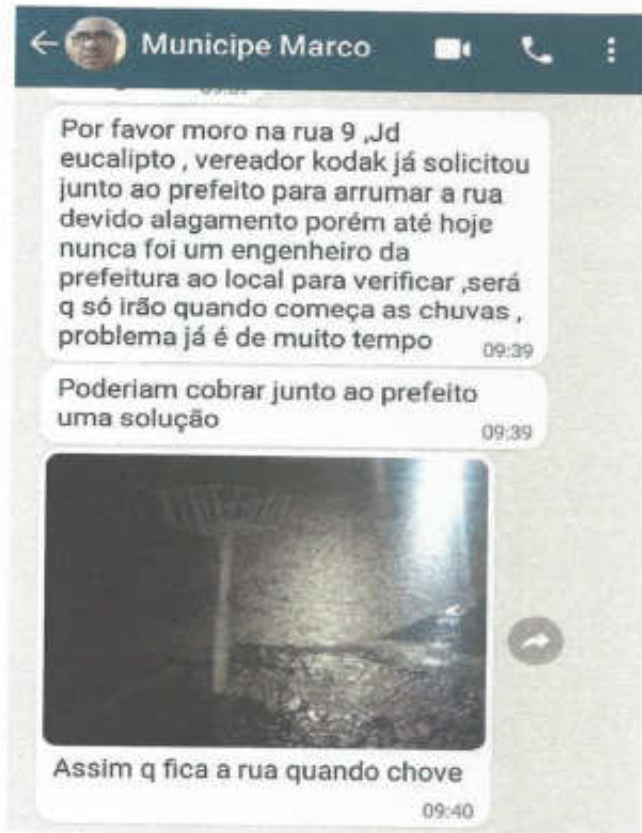 Municipe Marco
Por favor moro na rua 9 ,Jd
eucalipto , vereador kodak já solicitou
junto ao prefeito para arrumar a rua
devido alagamento porém até hoje
nunca foi um engenheiro da
prefeitura ao local para verificar ,será
q só irão quando começa as chuvas ,
problema já é de muito tempo
09:39
Poderiam cobrar junto ao prefeito
uma solução
09:39
Assim q fica a rua quando chove
09:40